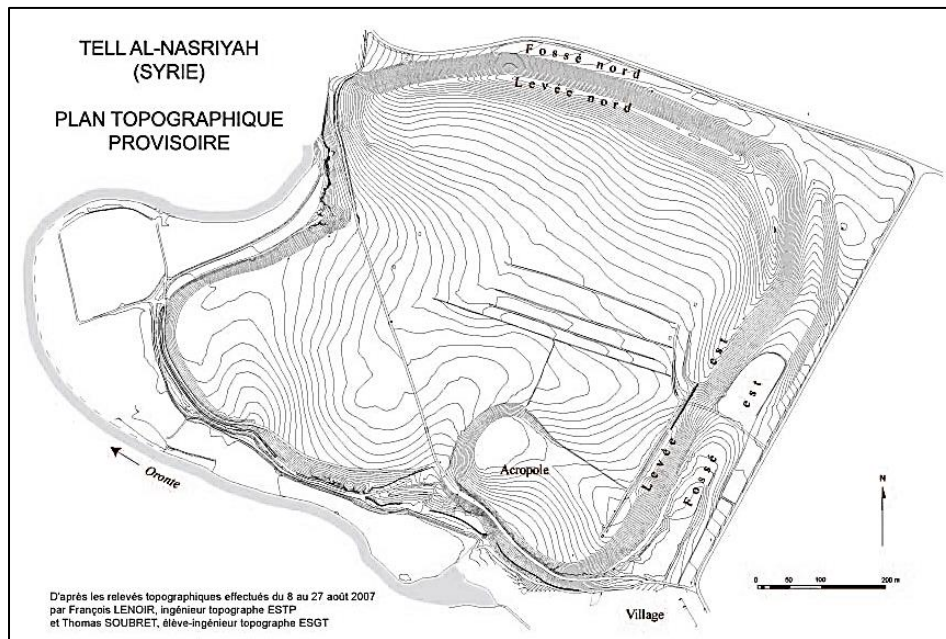 TELL AL-NASRIYAH
(SYRIE)
PLAN TOPOGRAPHIQUE
PROVISOIRE
Fossé nord
Levée nord
Levée est
Fossé est
Acropole
Oronte
N
0 50 100 200 m
Village
D'après les relevés topographiques effectués du 8 au 27 août 2007
par François LENOIR, ingénieur topographe ESTP
et Thomas SOUBRET, élève-ingénieur topographe ESGT